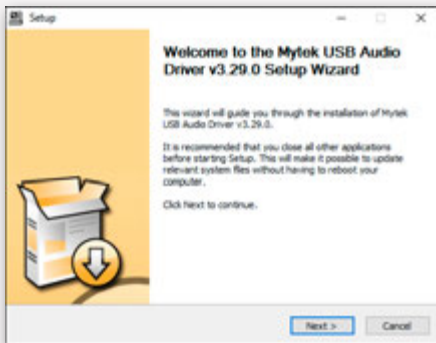 Setup
Welcome to the Mytek USB Audio
Driver v3.29.0 Setup Wizard
This wizard will guide you through the installation of Mytek
USB Audio Driver v3.29.0.
It is recommended that you close all other applications
before starting Setup. This will make it possible to update
relevant system files without having to reboot your
computer.
Click Next to continue.
Next >
Cancel